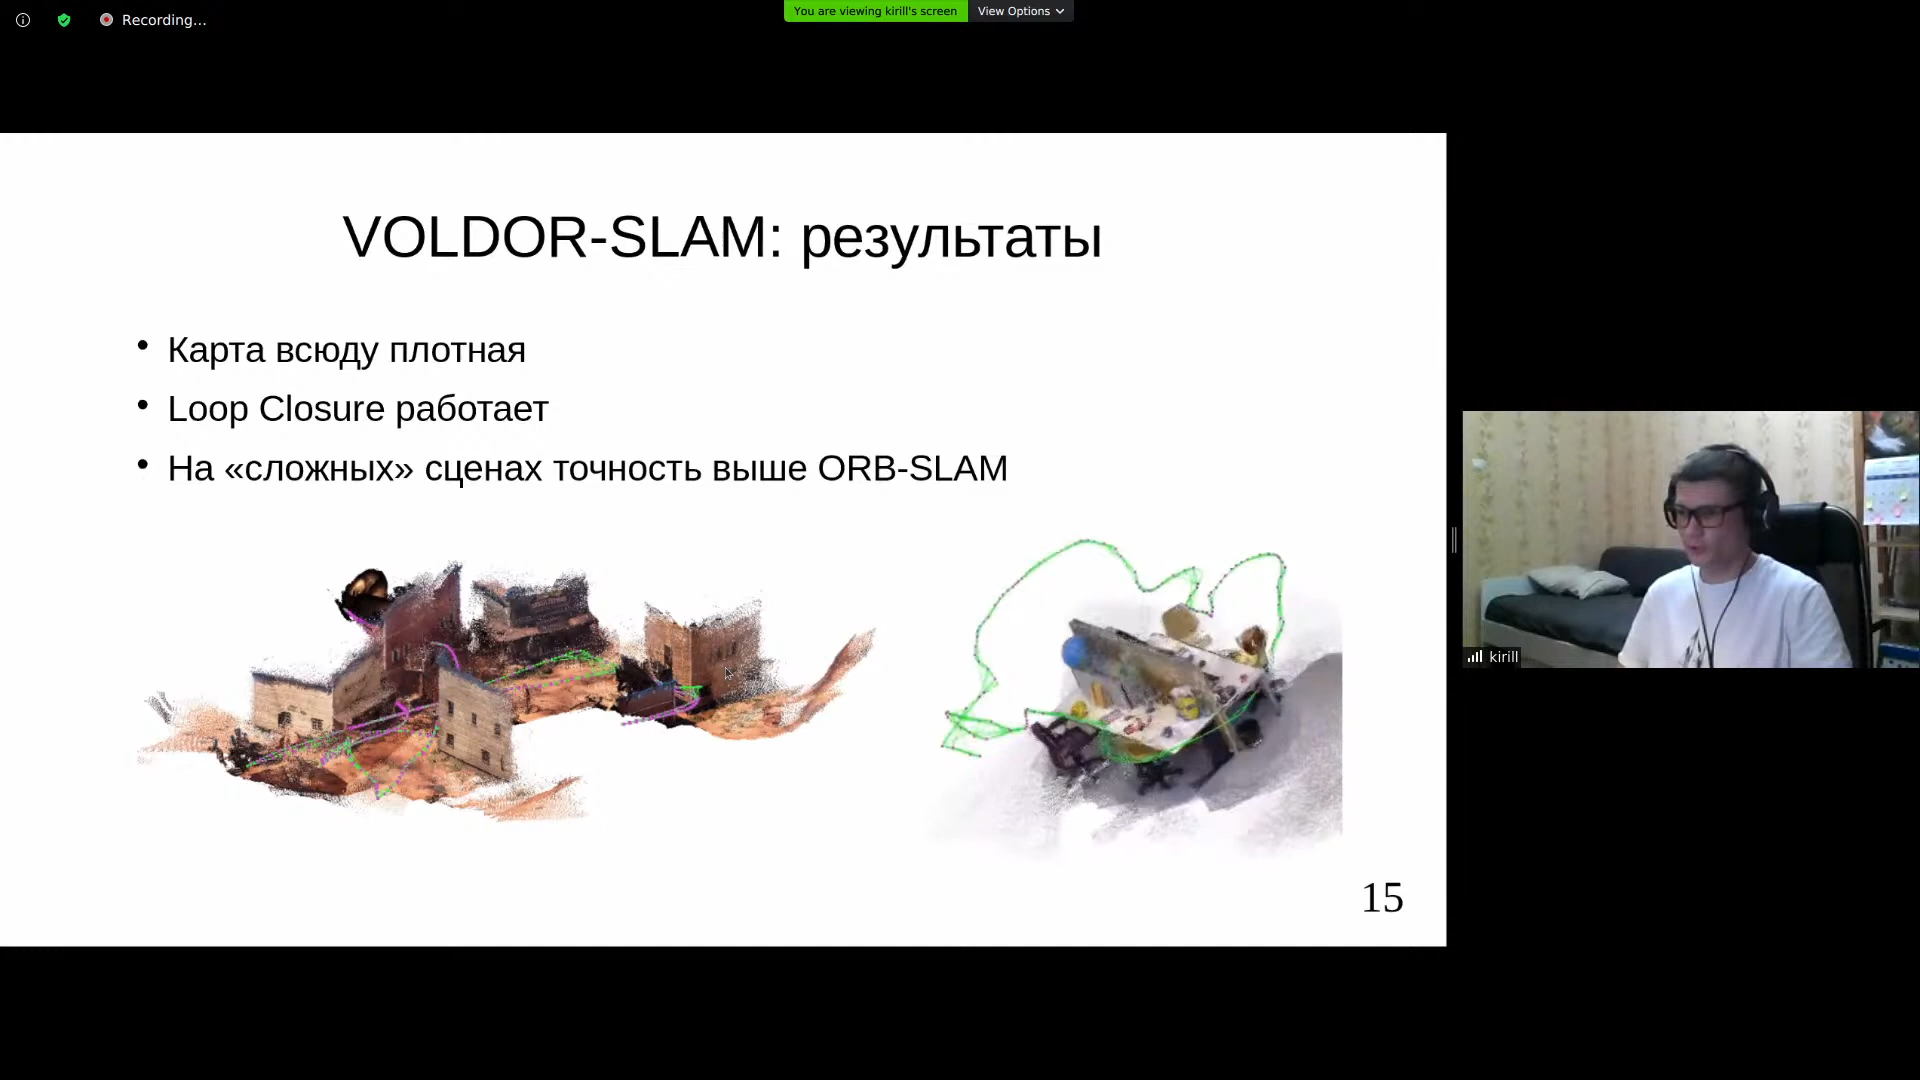 Recording...
You are viewing kirill's screen
View Options
VOLDOR-SLAM: результаты
• Карта всюду плотная
• Loop Closure работает
• На «сложных» сценах точность выше ORB-SLAM
kirill
15